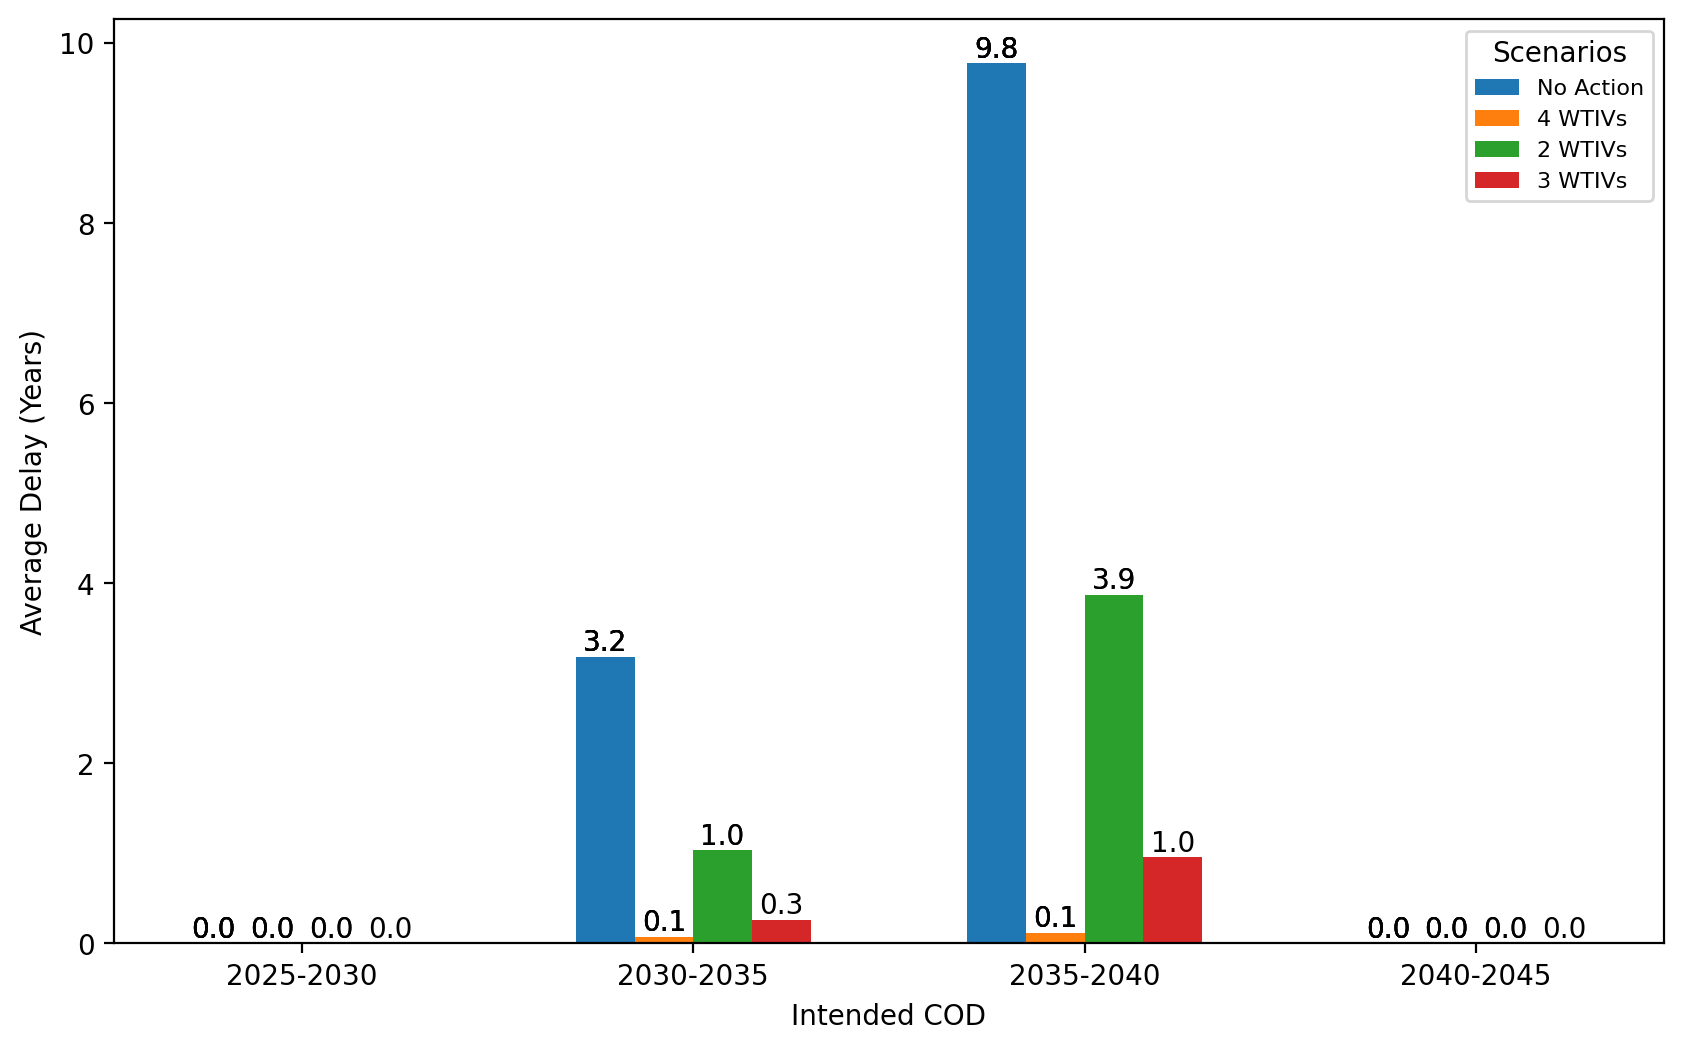 Scenarios
No Action
4 WTIVs
2 WTIVs
3 WTIVs
Average Delay (Years)
10
8
6
4
2
0
9.8
3.9
3.2
1.0
1.0
0.3
0.1
0.1
0.0 0.0 0.0 0.0
0.0 0.0 0.0 0.0
2025-2030 2030-2035 2035-2040 2040-2045
Intended COD